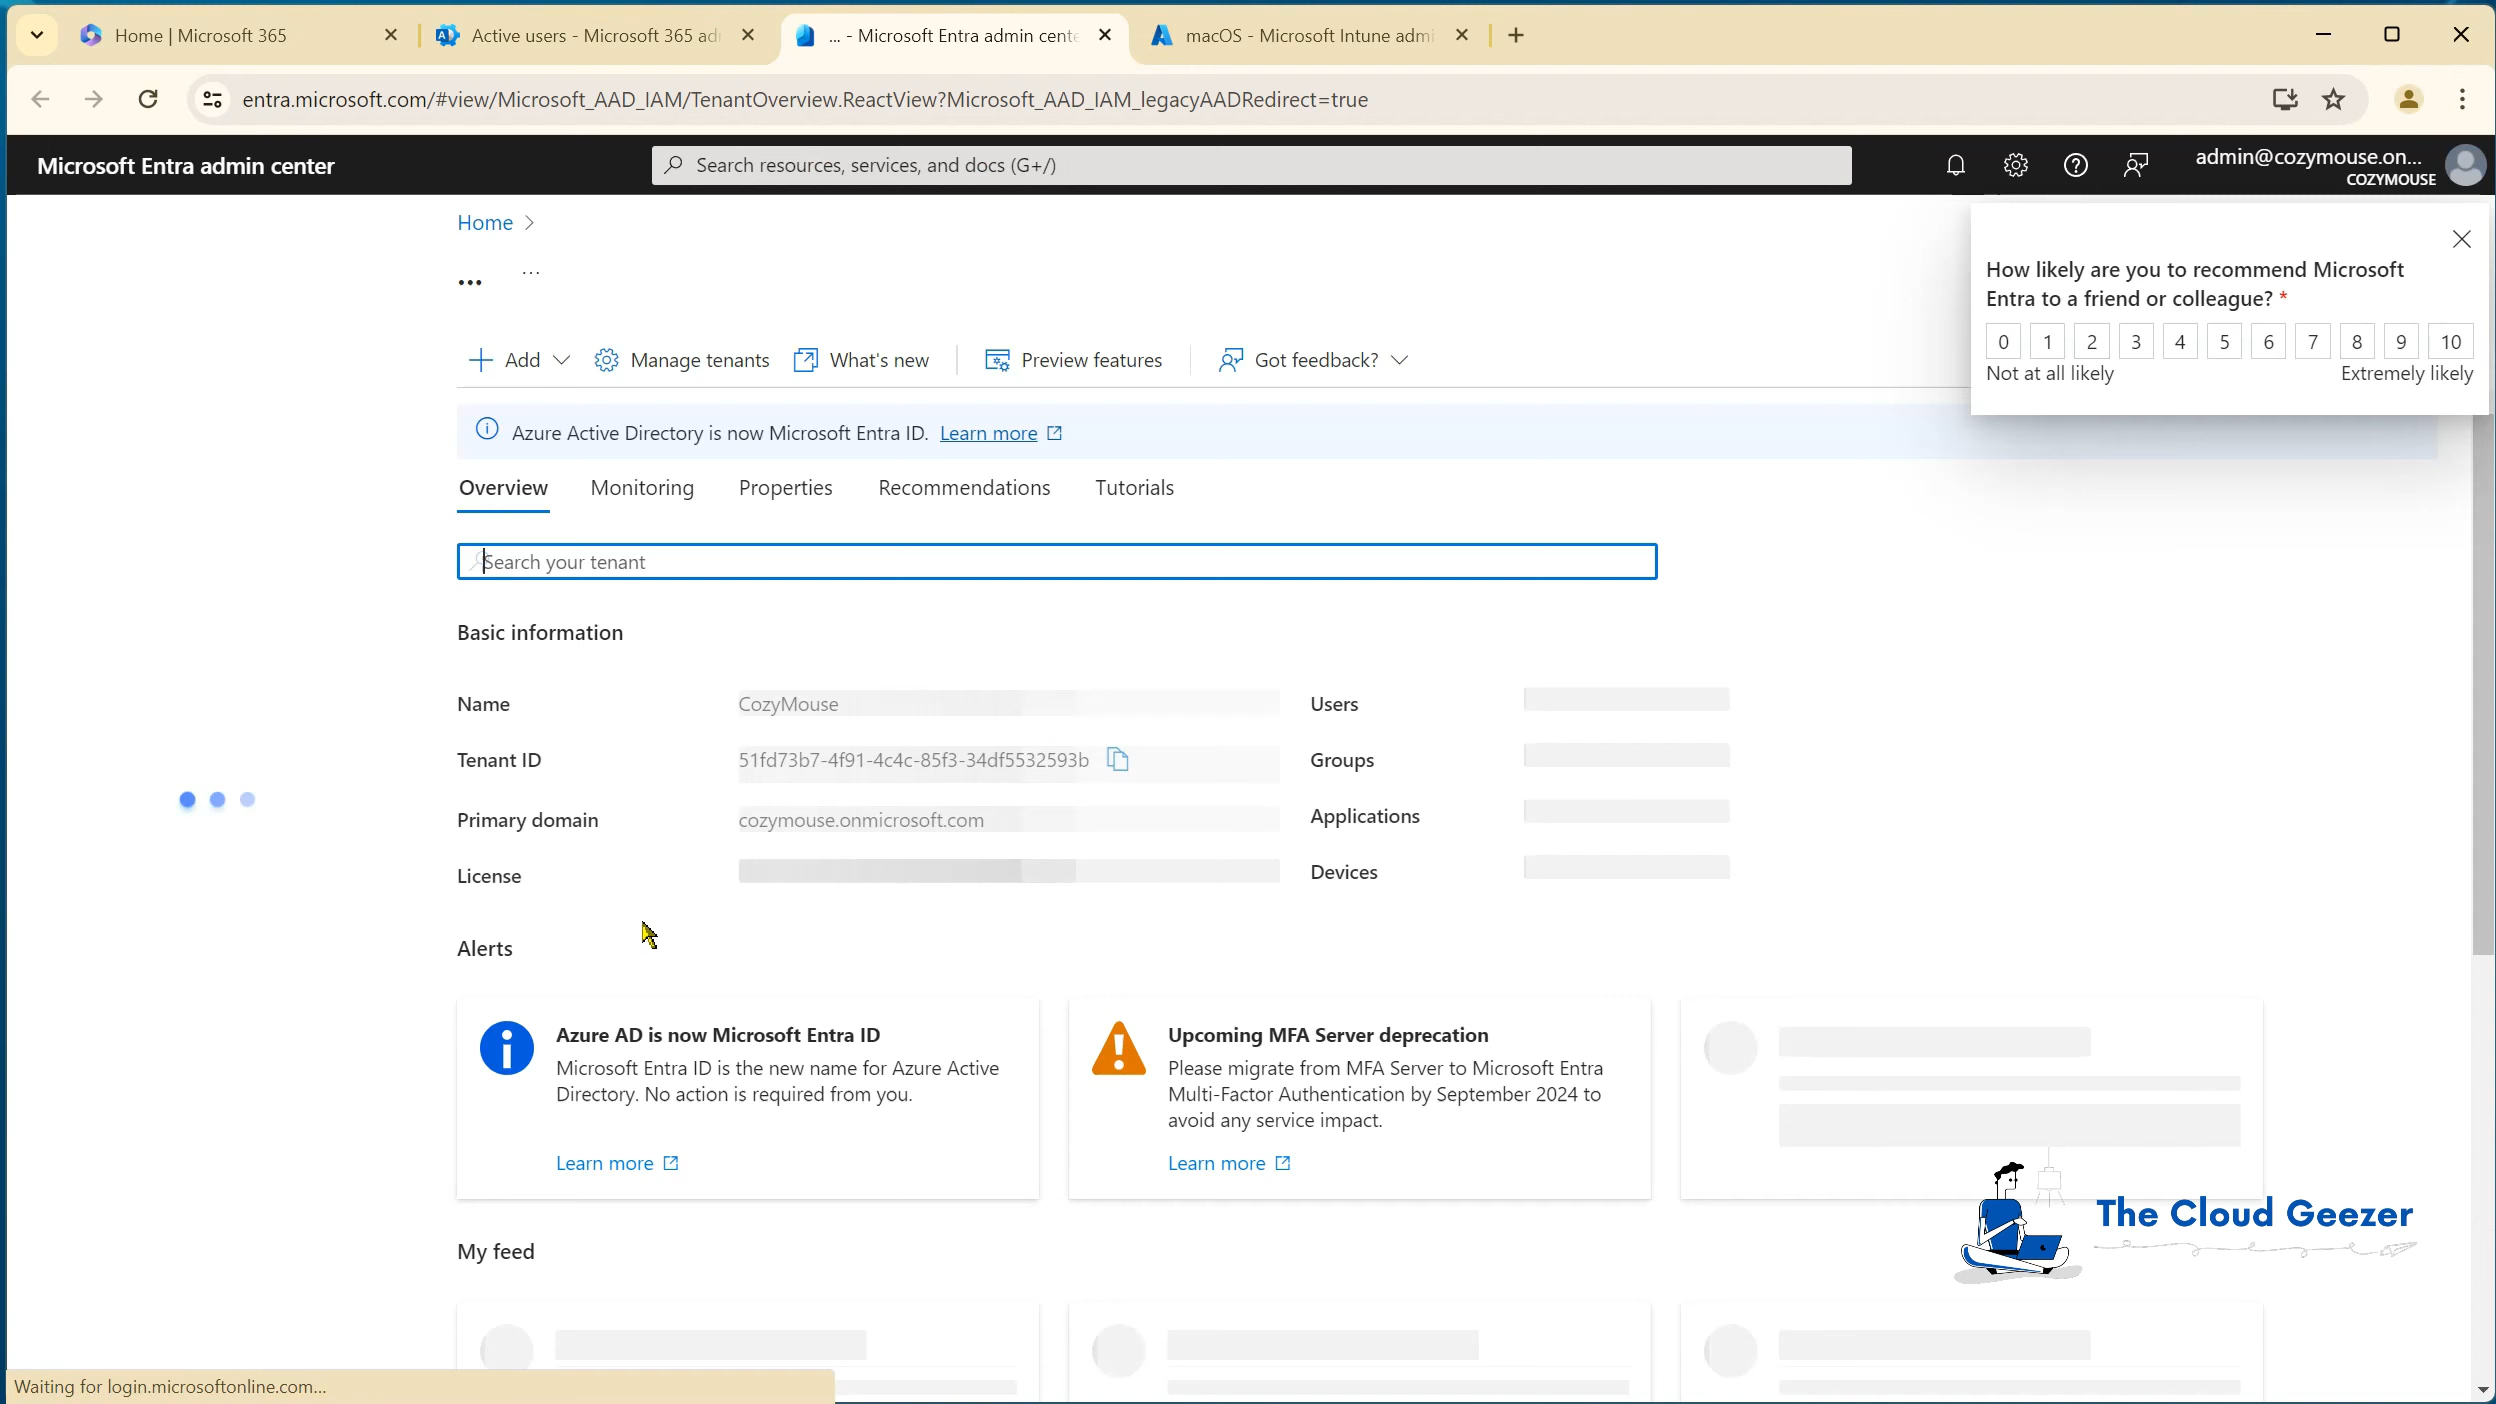 Home | Microsoft 365
Active users - Microsoft 365 ad
... - Microsoft Entra admin cente
macOS - Microsoft Intune admi
entra.microsoft.com/#view/Microsoft_AAD_IAM/TenantOverview.ReactView?Microsoft_AAD_IAM_legacyAADRedirect=true
Microsoft Entra admin center
Search resources, services, and docs (G+/)
admin@cozymouse.on...
COZYMOUSE
Home
...
...
How likely are you to recommend Microsoft
Entra to a friend or colleague? *
0 1 2 3 4 5 6 7 8 9 10
Not at all likely Extremely likely
Add
Manage tenants
What's new
Preview features
Got feedback?
Azure Active Directory is now Microsoft Entra ID. Learn more
Overview Monitoring Properties Recommendations Tutorials
Search your tenant
Basic information
Name CozyMouse Users
Tenant ID 51fd73b7-4f91-4c4c-85f3-34df5532593b Groups
Primary domain cozymouse.onmicrosoft.com Applications
License Devices
Alerts
Azure AD is now Microsoft Entra ID
Microsoft Entra ID is the new name for Azure Active
Directory. No action is required from you.
Learn more
Upcoming MFA Server deprecation
Please migrate from MFA Server to Microsoft Entra
Multi-Factor Authentication by September 2024 to
avoid any service impact.
Learn more
The Cloud Geezer
My feed
Waiting for login.microsoftonline.com...